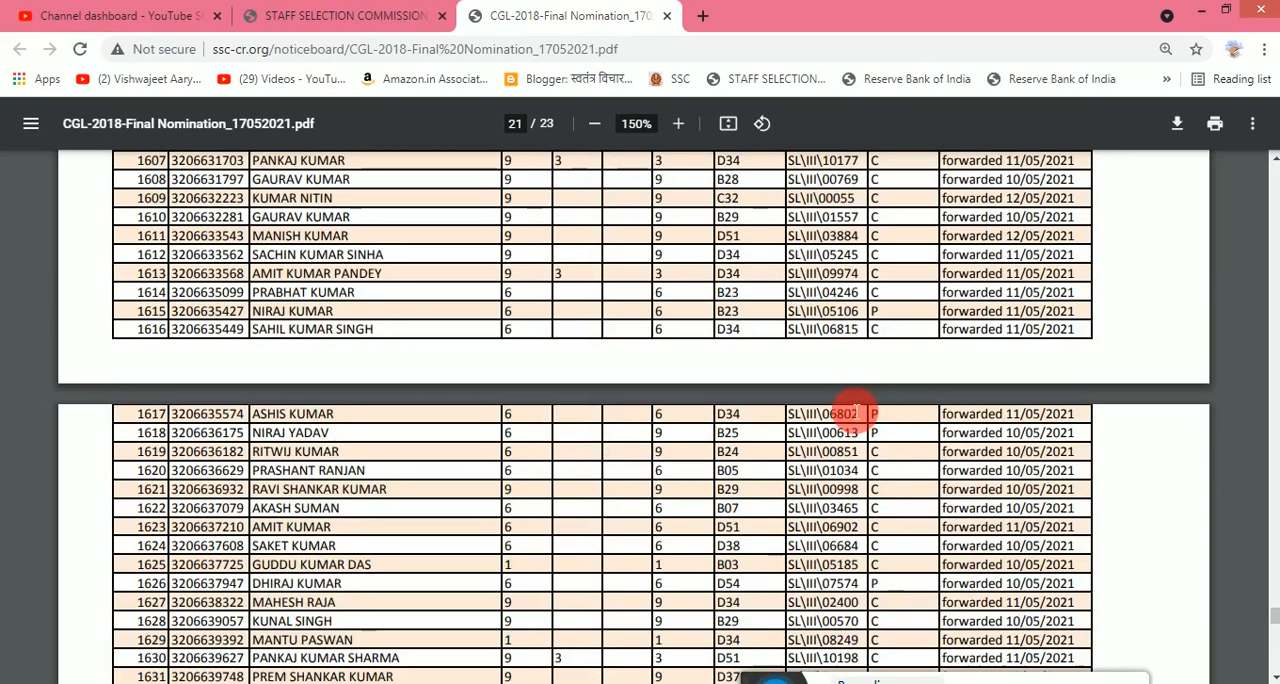 Channel dashboard - YouTube S
STAFF SELECTION COMMISSION
CGL-2018-Final Nomination_170
Not secure ssc-cr.org/noticeboard/CGL-2018-Final%20Nomination_17052021.pdf
Apps (2) Vishwajeet Aary... (29) Videos - YouTu... Amazon.in Associat... Blogger: स्वतंत्र विचार... SSC STAFF SELECTION... Reserve Bank of India Reserve Bank of India » Reading list
CGL-2018-Final Nomination_17052021.pdf 21 / 23 150%
1607 3206631703 PANKAJ KUMAR 9 3 3 D34 SL\III\10177 C forwarded 11/05/2021
1608 3206631797 GAURAV KUMAR 9 9 B28 SL\III\00769 C forwarded 10/05/2021
1609 3206632223 KUMAR NITIN 9 9 C32 SL\II\00055 C forwarded 12/05/2021
1610 3206632281 GAURAV KUMAR 9 9 B29 SL\III\01557 C forwarded 10/05/2021
1611 3206633543 MANISH KUMAR 9 9 D51 SL\III\03884 C forwarded 12/05/2021
1612 3206633562 SACHIN KUMAR SINHA 9 9 D34 SL\III\05245 C forwarded 11/05/2021
1613 3206633568 AMIT KUMAR PANDEY 9 3 3 D34 SL\III\09974 C forwarded 11/05/2021
1614 3206635099 PRABHAT KUMAR 6 6 B23 SL\III\04246 C forwarded 11/05/2021
1615 3206635427 NIRAJ KUMAR 6 6 B23 SL\III\05106 P forwarded 11/05/2021
1616 3206635449 SAHIL KUMAR SINGH 6 6 D34 SL\III\06815 C forwarded 11/05/2021
1617 3206635574 ASHIS KUMAR 6 6 D34 SL\III\06802 P forwarded 11/05/2021
1618 3206636175 NIRAJ YADAV 6 9 B25 SL\III\00613 P forwarded 10/05/2021
1619 3206636182 RITWIJ KUMAR 6 9 B24 SL\III\00851 C forwarded 10/05/2021
1620 3206636629 PRASHANT RANJAN 6 6 B05 SL\III\01034 C forwarded 10/05/2021
1621 3206636932 RAVI SHANKAR KUMAR 9 9 B29 SL\III\00998 C forwarded 10/05/2021
1622 3206637079 AKASH SUMAN 6 6 B07 SL\III\03465 C forwarded 10/05/2021
1623 3206637210 AMIT KUMAR 6 6 D51 SL\III\06902 C forwarded 10/05/2021
1624 3206637608 SAKET KUMAR 6 6 D38 SL\III\06684 C forwarded 10/05/2021
1625 3206637725 GUDDU KUMAR DAS 1 1 B03 SL\III\05185 C forwarded 10/05/2021
1626 3206637947 DHIRAJ KUMAR 6 6 D54 SL\III\07574 P forwarded 10/05/2021
1627 3206638322 MAHESH RAJA 9 9 D34 SL\III\02400 C forwarded 11/05/2021
1628 3206639057 KUNAL SINGH 9 9 B29 SL\III\00570 C forwarded 10/05/2021
1629 3206639392 MANTU PASWAN 1 1 D34 SL\III\08249 C forwarded 11/05/2021
1630 3206639627 PANKAJ KUMAR SHARMA 9 3 3 D51 SL\III\10198 C forwarded 11/05/2021
1631 3206639748 PREM SHANKAR KUMAR 9 9 D37